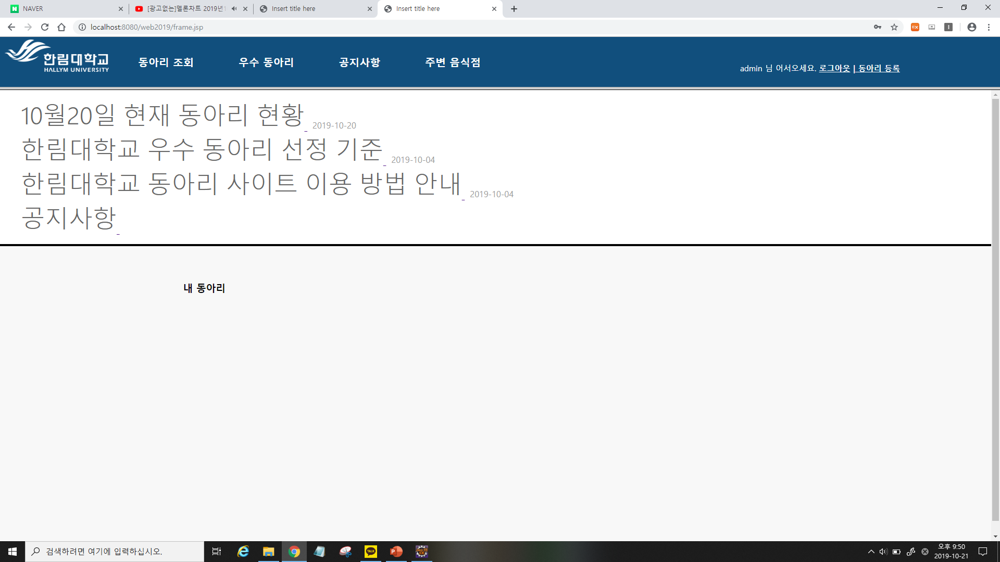 NAVER
[광고없는]멜론차트 2019년
Insert title here
Insert title here
localhost:8080/web2019/frame.jsp
한림대학교
HALLYM UNIVERSITY
동아리 조회
우수 동아리
공지사항
주변 음식점
admin 님 어서오세요. 로그아웃 | 동아리 등록
10월20일 현재 동아리 현황 2019-10-20
한림대학교 우수 동아리 선정 기준 2019-10-04
한림대학교 동아리 사이트 이용 방법 안내 2019-10-04
공지사항
내 동아리
검색하려면 여기에 입력하십시오.
TALK
오후 9:50
2019-10-21